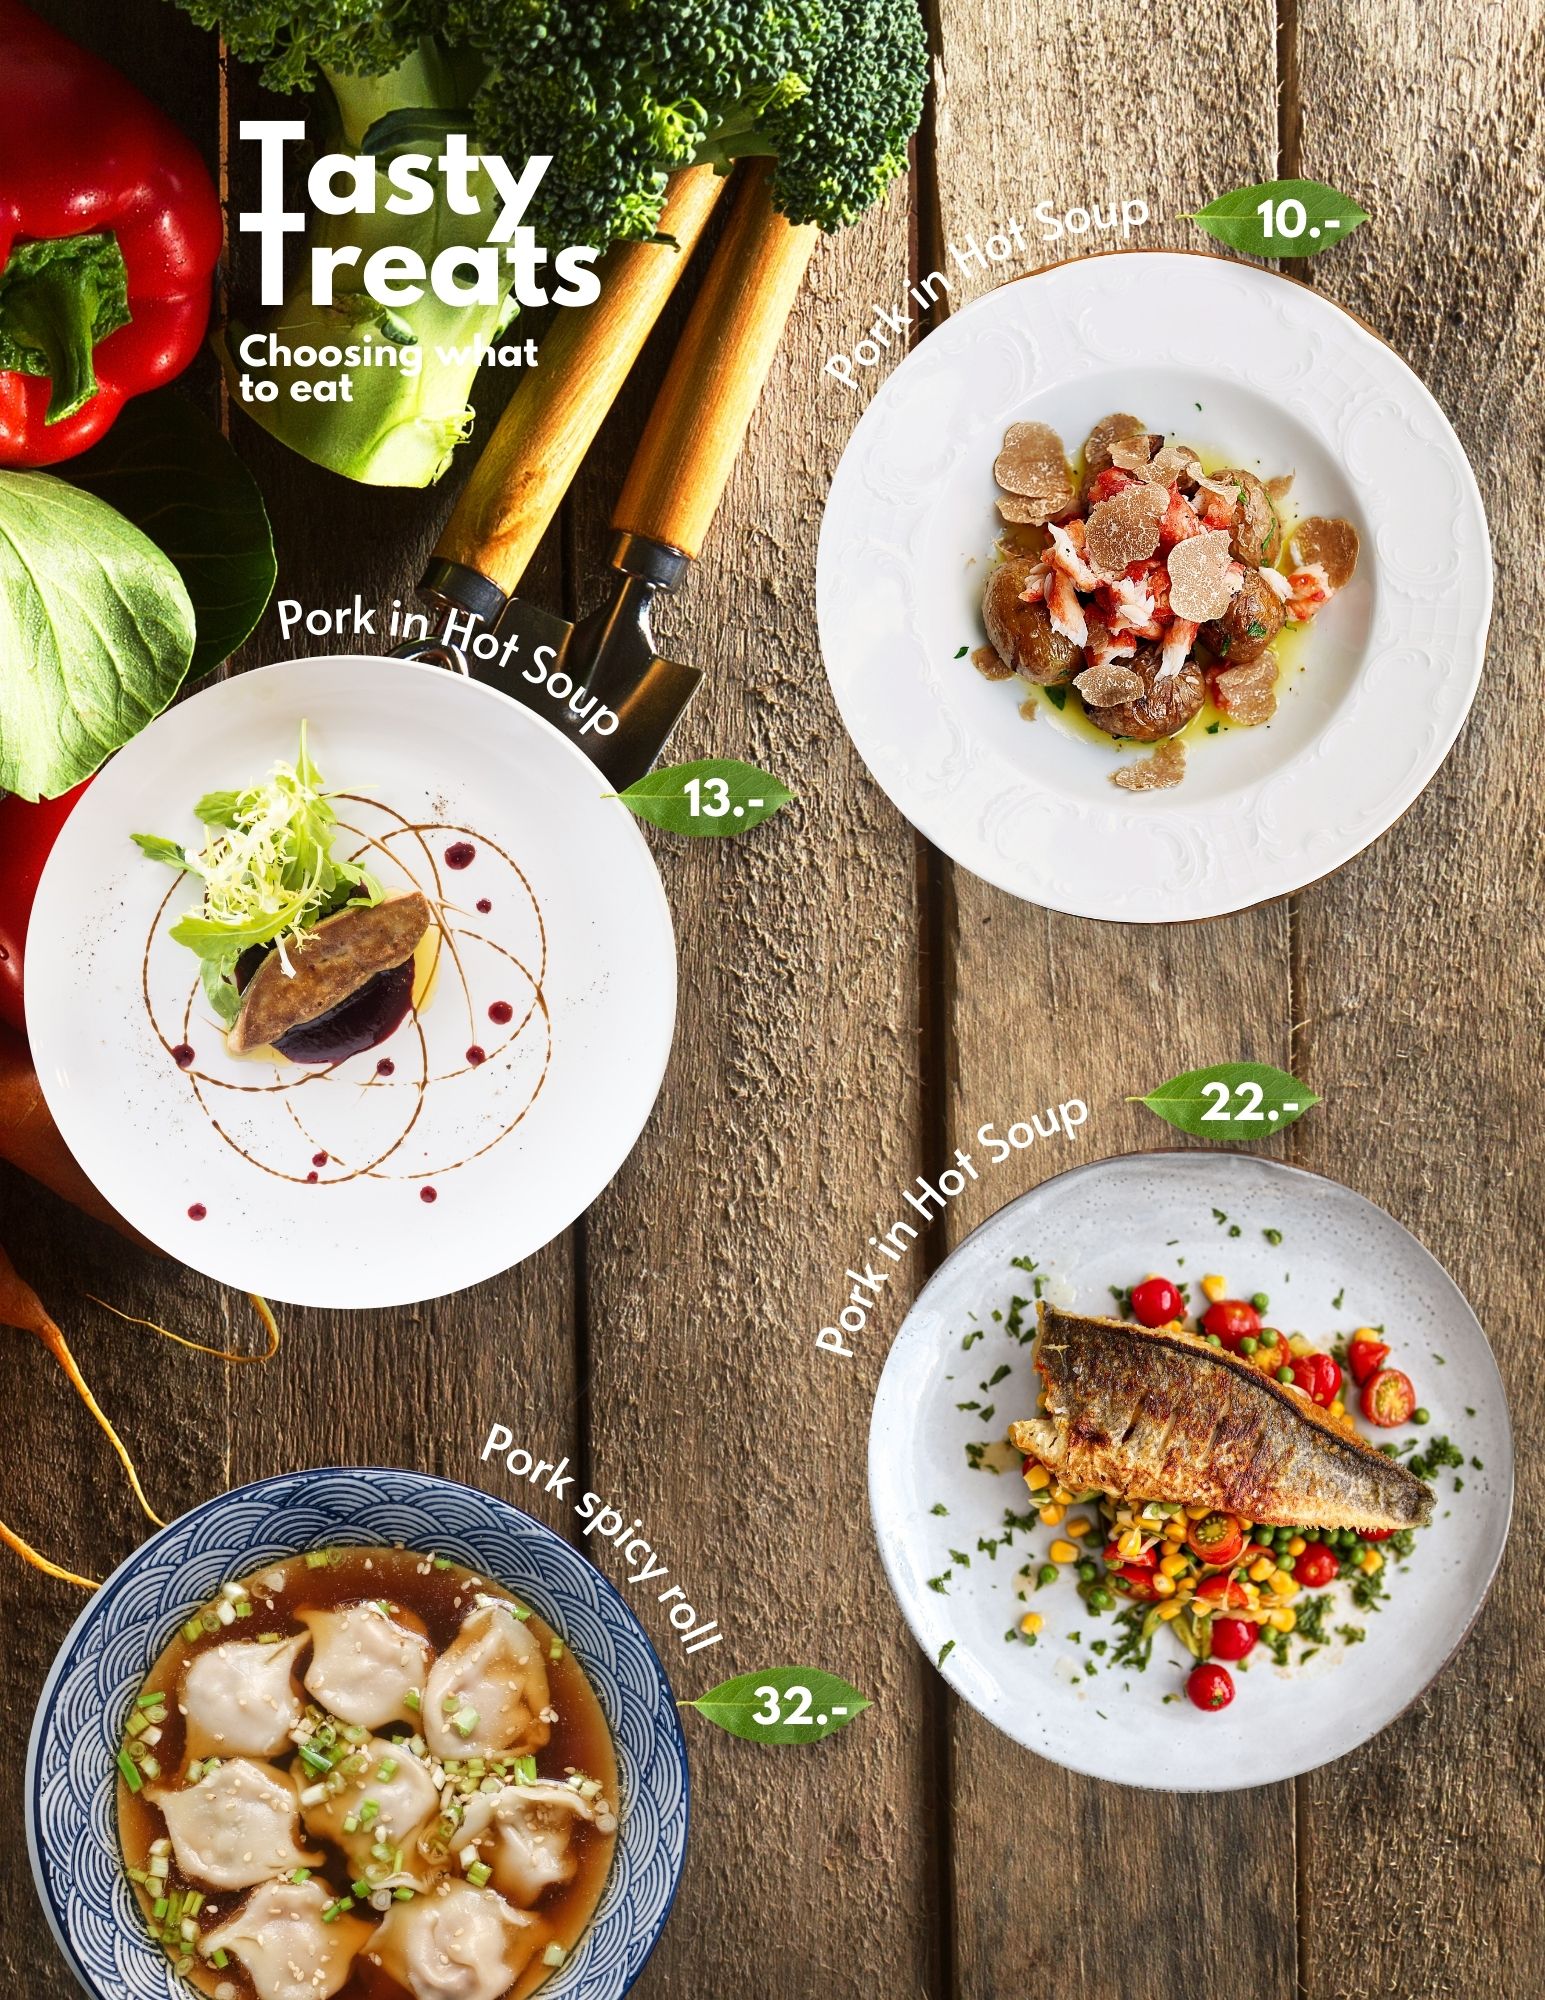 Tasty
Treats
Choosing what
to eat
Pork in Hot Soup
10.-
Pork in Hot Soup
13.-
Pork in Hot Soup
22.-
Pork spicy roll
32.-